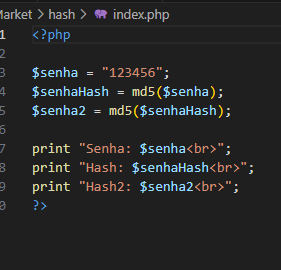 Market > hash > index.php
1 <?php
2
3 $senha = "123456";
4 $senhaHash = md5($senha);
5 $senha2 = md5($senhaHash);
6
7 print "Senha: $senha<br>";
8 print "Hash: $senhaHash<br>";
9 print "Hash2: $senha2<br>";
0 ?>